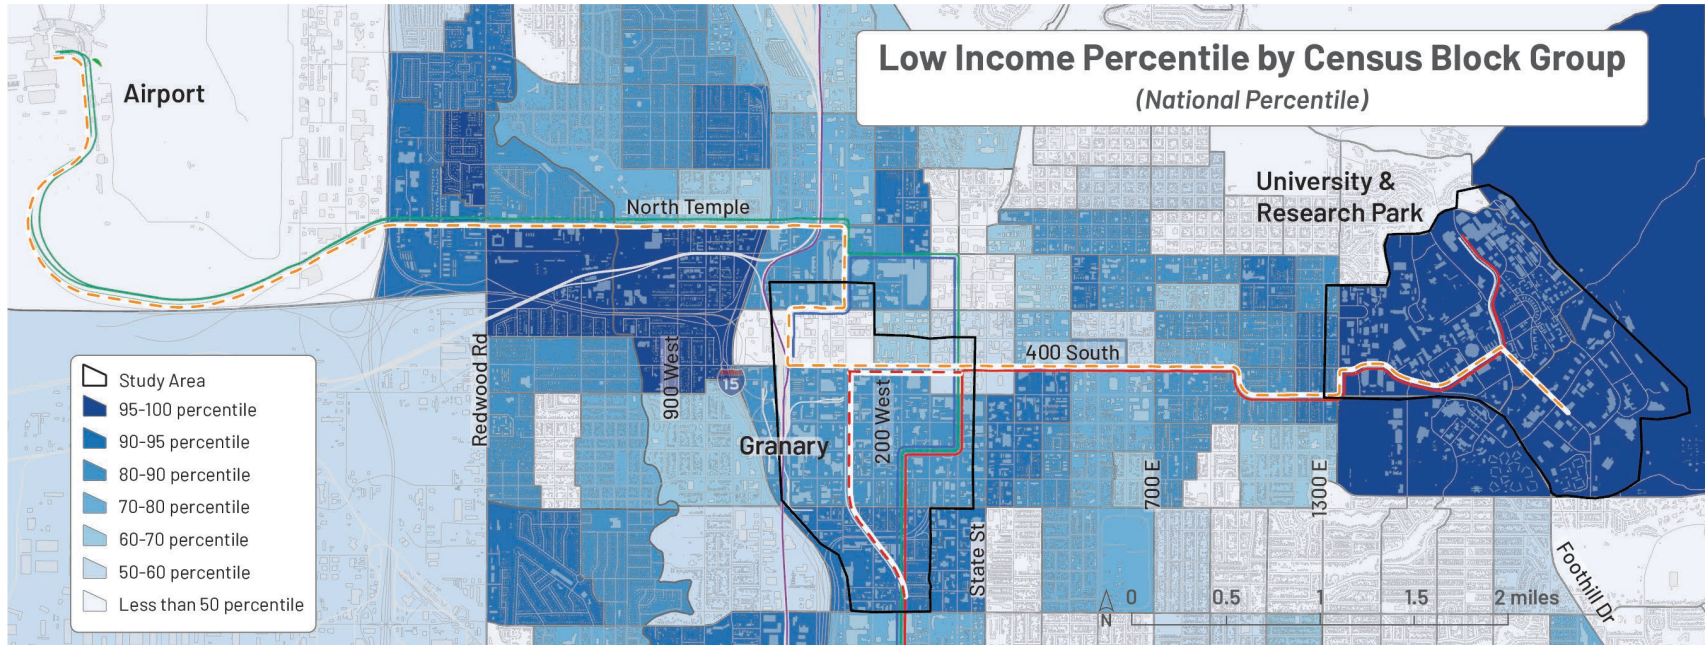 Low Income Percentile by Census Block Group
(National Percentile)
Airport
University &
Research Park
North Temple
400 South
Redwood Rd
900 West
15
200 West
Granary
700 E
1300 E
State St
Foothill Dr
Study Area
95-100 percentile
90-95 percentile
80-90 percentile
70-80 percentile
60-70 percentile
50-60 percentile
Less than 50 percentile
N
0 0.5 1 1.5 2 miles